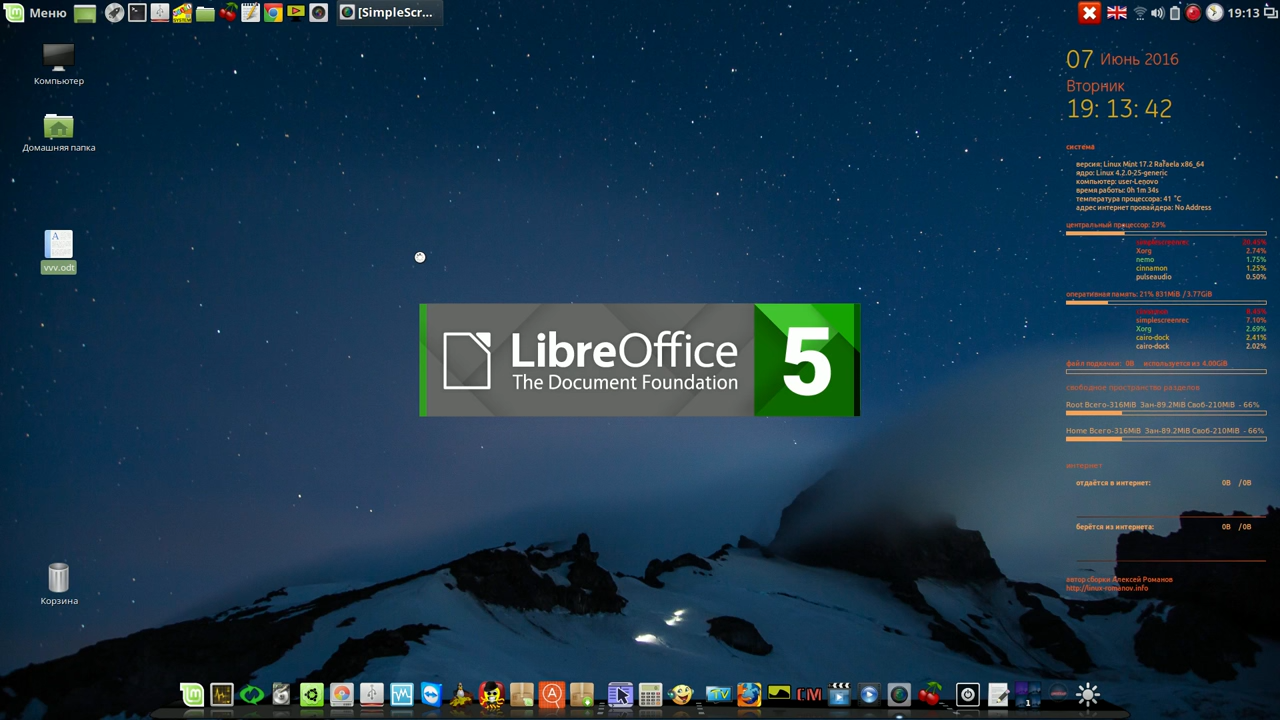 Меню
[SimpleScr...
19:13
Компьютер
Домашняя папка
A
vvv.odt
Корзина
LibreOffice
The Document Foundation
5
07 Июнь 2016
Вторник
19: 13: 42
система
версия: Linux Mint 17.2 Rafaela x86_64
ядро: Linux 4.2.0-25-generic
компьютер: user-Lenovo
время работы: 0h 1m 34s
температура процессора: 41 °C
адрес интернет провайдера: No Address
центральный процессор: 29%
simplescreenrec 20.45%
Xorg 2.74%
nemo 1.75%
cinnamon 1.25%
pulseaudio 0.50%
оперативная память: 21% 831MiB /3.77GiB
cinnamon
simplescreenrec 7.10%
Xorg 2.69%
cairo-dock 2.41%
cairo-dock 2.02%
файл подкачки: 0B используется из 4.00GiB
свободное пространство разделов
Root Всего-316MiB Зан-89.2MiB Своб-210MiB - 66%
Home Всего-316MiB Зан-89.2MiB Своб-210MiB - 66%
интернет
отдаётся в интернет: 0B /0B
берётся из интернета: 0B /0B
автор сборки Алексей Романов
http://linux-romanov.info
TV
1